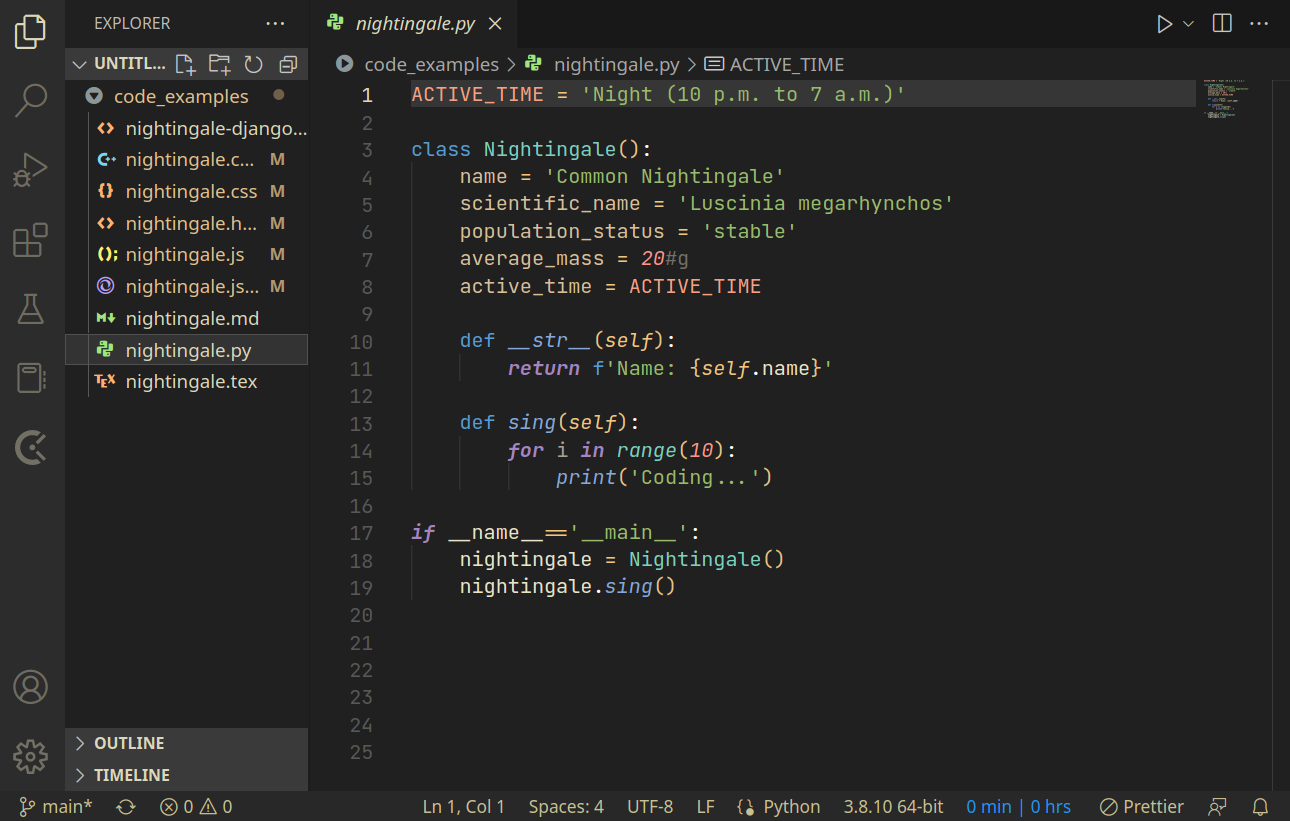 EXPLORER
nightingale.py
UNTITL...
code_examples
nightingale-django...
nightingale.c... M
nightingale.css M
nightingale.h... M
nightingale.js M
nightingale.js... M
nightingale.md
nightingale.py
nightingale.tex
OUTLINE
TIMELINE
code_examples > nightingale.py > ACTIVE_TIME
1 ACTIVE_TIME = 'Night (10 p.m. to 7 a.m.)'
2
3 class Nightingale():
4     name = 'Common Nightingale'
5     scientific_name = 'Luscinia megarhynchos'
6     population_status = 'stable'
7     average_mass = 20#g
8     active_time = ACTIVE_TIME
9
10     def __str__(self):
11         return f'Name: {self.name}'
12
13     def sing(self):
14         for i in range(10):
15             print('Coding...')
16
17 if __name__=='__main__':
18     nightingale = Nightingale()
19     nightingale.sing()
20
21
22
23
24
25
main* 0 0 Ln 1, Col 1 Spaces: 4 UTF-8 LF Python 3.8.10 64-bit 0 min | 0 hrs Prettier